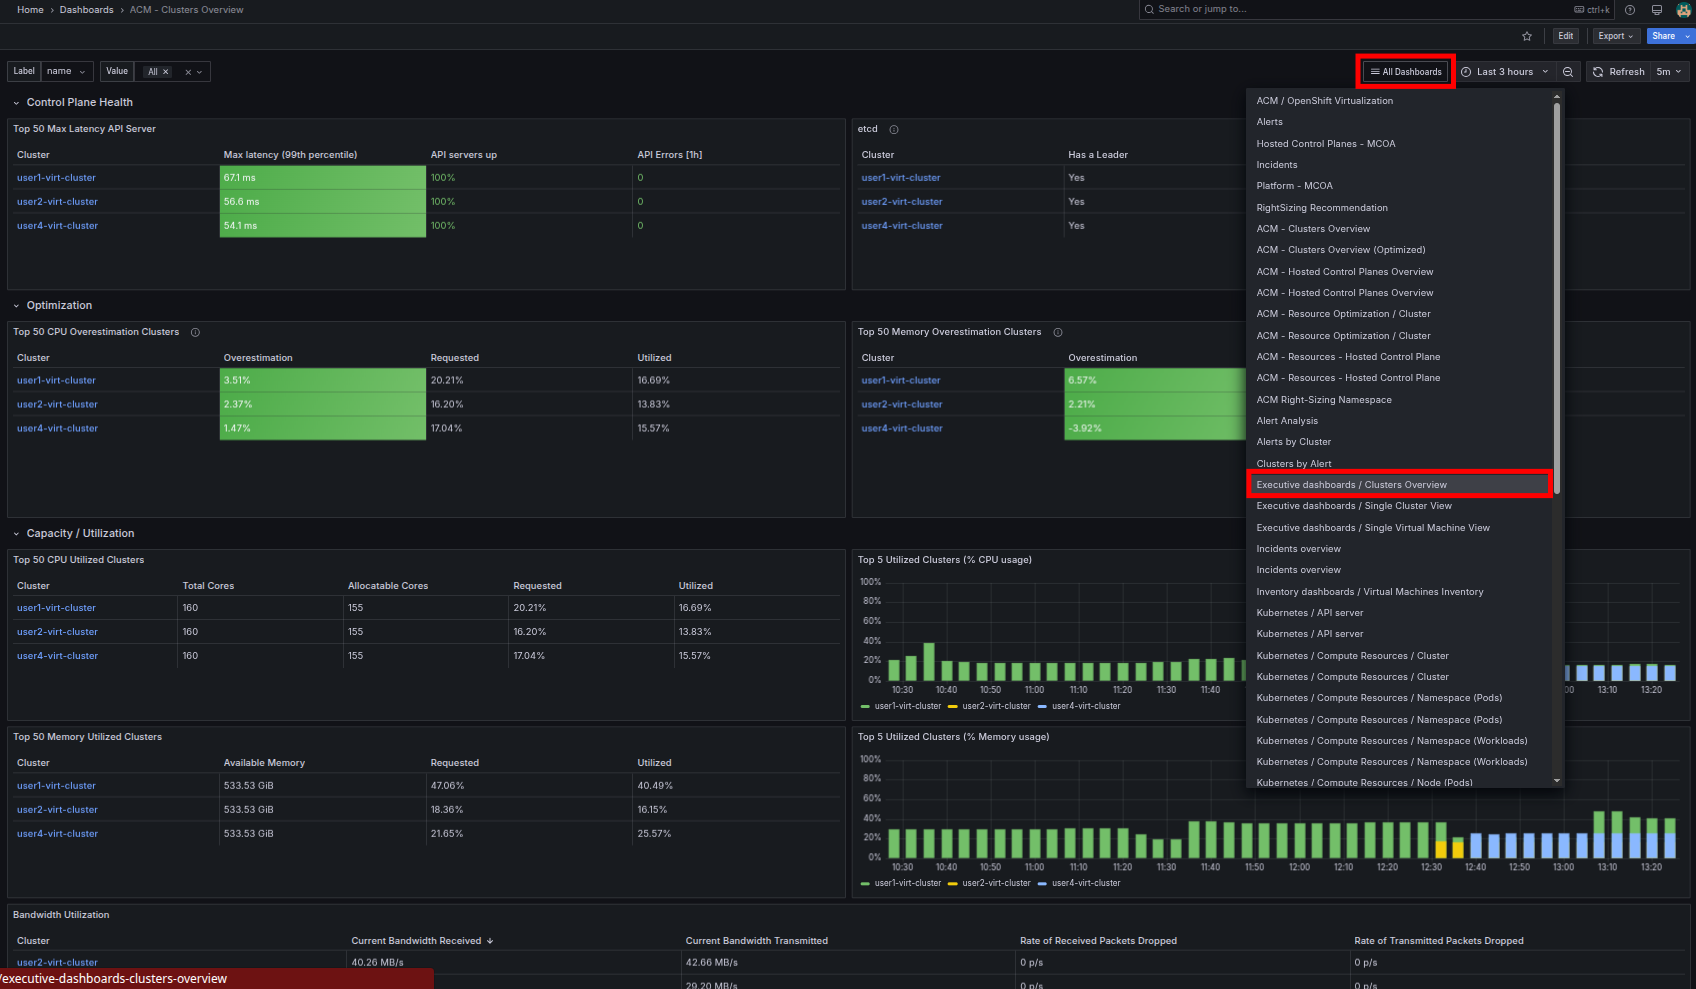 Home › Dashboards › ACM - Clusters Overview
Search or jump to... ctrl+k
Edit Export Share
Label name Value All × ×
All Dashboards Last 3 hours Refresh 5m
Control Plane Health
Top 50 Max Latency API Server
Cluster Max latency (99th percentile) API servers up API Errors [1h]
user1-virt-cluster 67.1 ms 100% 0
user2-virt-cluster 56.6 ms 100% 0
user4-virt-cluster 54.1 ms 100% 0
etcd
Cluster Has a Leader
user1-virt-cluster Yes
user2-virt-cluster Yes
user4-virt-cluster Yes
Optimization
Top 50 CPU Overestimation Clusters
Cluster Overestimation Requested Utilized
user1-virt-cluster 3.51% 20.21% 16.69%
user2-virt-cluster 2.37% 16.20% 13.83%
user4-virt-cluster 1.47% 17.04% 15.57%
Top 50 Memory Overestimation Clusters
Cluster Overestimation
user1-virt-cluster 6.57%
user2-virt-cluster 2.21%
user4-virt-cluster -3.92%
Capacity / Utilization
Top 50 CPU Utilized Clusters
Cluster Total Cores Allocatable Cores Requested Utilized
user1-virt-cluster 160 155 20.21% 16.69%
user2-virt-cluster 160 155 16.20% 13.83%
user4-virt-cluster 160 155 17.04% 15.57%
Top 5 Utilized Clusters (% CPU usage)
100%
80%
60%
40%
20%
0%
10:30 10:40 10:50 11:00 11:10 11:20 11:30 11:40 00 13:10 13:20
user1-virt-cluster user2-virt-cluster user4-virt-cluster
Top 50 Memory Utilized Clusters
Cluster Available Memory Requested Utilized
user1-virt-cluster 533.53 GiB 47.06% 40.49%
user2-virt-cluster 533.53 GiB 18.36% 16.15%
user4-virt-cluster 533.53 GiB 21.65% 25.57%
Top 5 Utilized Clusters (% Memory usage)
100%
80%
60%
40%
20%
0%
10:30 10:40 10:50 11:00 11:10 11:20 11:30 11:40 11:50 12:00 12:10 12:20 12:30 12:40 12:50 13:00 13:10 13:20
user1-virt-cluster user2-virt-cluster user4-virt-cluster
Bandwidth Utilization
Cluster Current Bandwidth Received Current Bandwidth Transmitted Rate of Received Packets Dropped Rate of Transmitted Packets Dropped
user2-virt-cluster 40.26 MB/s 42.66 MB/s 0 p/s 0 p/s
29.20 MB/s 0 p/s 0 p/s
/executive-dashboards-clusters-overview
ACM / OpenShift Virtualization
Alerts
Hosted Control Planes - MCOA
Incidents
Platform - MCOA
RightSizing Recommendation
ACM - Clusters Overview
ACM - Clusters Overview (Optimized)
ACM - Hosted Control Planes Overview
ACM - Hosted Control Planes Overview
ACM - Resource Optimization / Cluster
ACM - Resource Optimization / Cluster
ACM - Resources - Hosted Control Plane
ACM - Resources - Hosted Control Plane
ACM Right-Sizing Namespace
Alert Analysis
Alerts by Cluster
Clusters by Alert
Executive dashboards / Clusters Overview
Executive dashboards / Single Cluster View
Executive dashboards / Single Virtual Machine View
Incidents overview
Incidents overview
Inventory dashboards / Virtual Machines Inventory
Kubernetes / API server
Kubernetes / API server
Kubernetes / Compute Resources / Cluster
Kubernetes / Compute Resources / Cluster
Kubernetes / Compute Resources / Namespace (Pods)
Kubernetes / Compute Resources / Namespace (Pods)
Kubernetes / Compute Resources / Namespace (Workloads)
Kubernetes / Compute Resources / Namespace (Workloads)
Kubernetes / Compute Resources / Node (Pods)